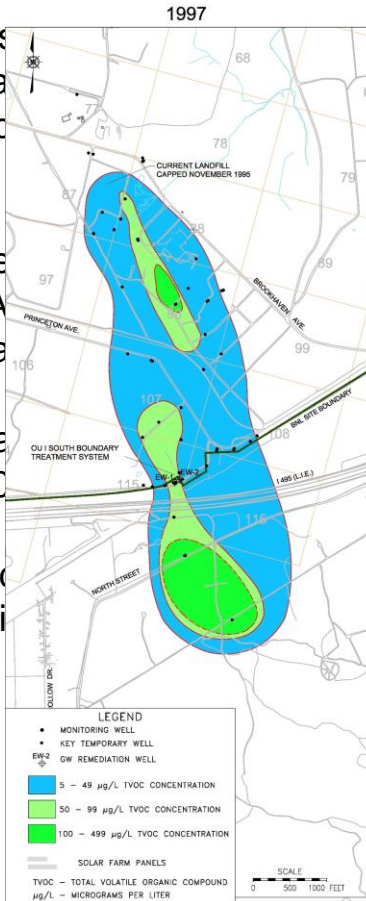 1997
68
77
78
CURRENT LANDFILL
CAPPED NOVEMBER 1995
79
87
88
97
89
BROOKHAVEN AVE.
PRINCETON AVE.
99
106
107
108
BNL SITE BOUNDARY
OU I SOUTH BOUNDARY
TREATMENT SYSTEM
EW-1
EW-2
115
I 495 (L.I.E.)
116
NORTH STREET
OLLOW DR.
LEGEND
MONITORING WELL
KEY TEMPORARY WELL
EW-2
GW REMEDIATION WELL
5 – 49 µg/L TVOC CONCENTRATION
50 – 99 µg/L TVOC CONCENTRATION
100 – 499 µg/L TVOC CONCENTRATION
SOLAR FARM PANELS
TVOC – TOTAL VOLATILE ORGANIC COMPOUND
µg/L – MICROGRAMS PER LITER
SCALE
0 500 1000 FEET